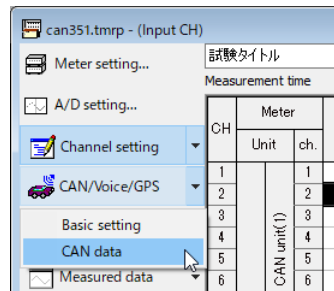 can351.tmrp - (Input CH)
Meter setting...
A/D setting...
Channel setting
CAN/Voice/GPS
Basic setting
CAN data
Measured data
試験タイトル
Measurement time
CH
Meter
Unit
ch.
1
1
2
2
3
3
4
4
5
5
6
6
CAN unit(1)